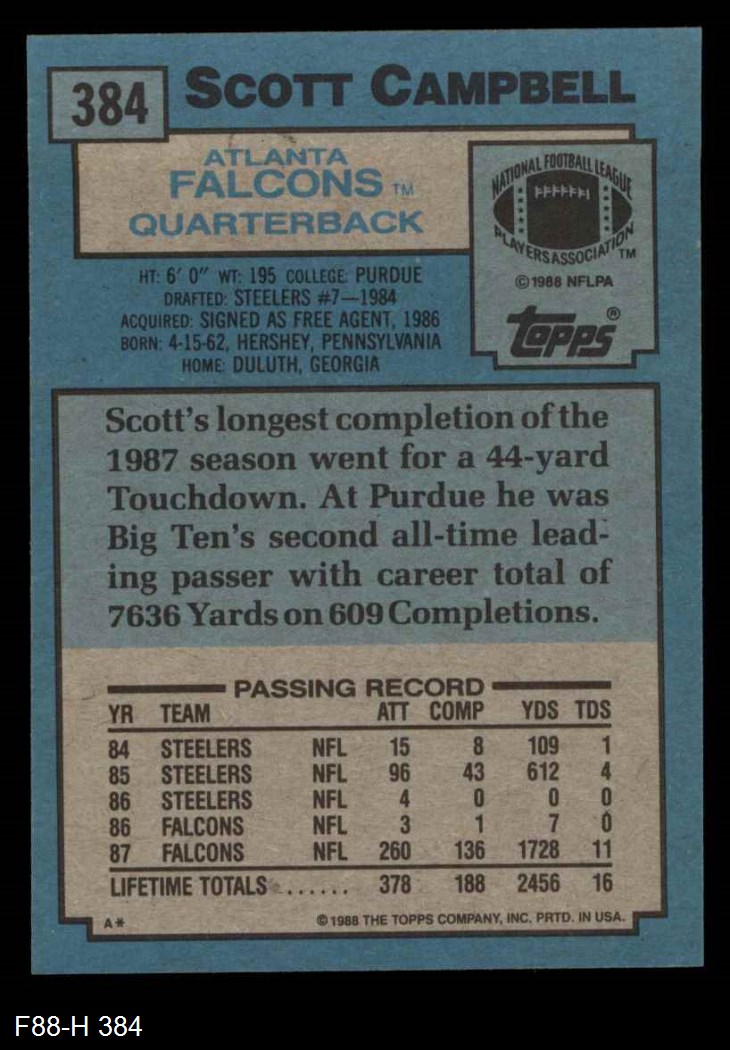 384
SCOTT CAMPBELL
ATLANTA
FALCONS TM
QUARTERBACK
NATIONAL FOOTBALL LEAGUE
PLAYERS ASSOCIATION TM
© 1988 NFLPA
topps®
HT: 6' 0" WT: 195 COLLEGE: PURDUE
DRAFTED: STEELERS #7—1984
ACQUIRED: SIGNED AS FREE AGENT, 1986
BORN: 4-15-62, HERSHEY, PENNSYLVANIA
HOME: DULUTH, GEORGIA
Scott's longest completion of the
1987 season went for a 44-yard
Touchdown. At Purdue he was
Big Ten's second all-time lead-
ing passer with career total of
7636 Yards on 609 Completions.
PASSING RECORD
YR TEAM ATT COMP YDS TDS
84 STEELERS NFL 15 8 109 1
85 STEELERS NFL 96 43 612 4
86 STEELERS NFL 4 0 0 0
86 FALCONS NFL 3 1 7 0
87 FALCONS NFL 260 136 1728 11
LIFETIME TOTALS ...... 378 188 2456 16
A* © 1988 THE TOPPS COMPANY, INC. PRTD. IN USA.
F88-H 384